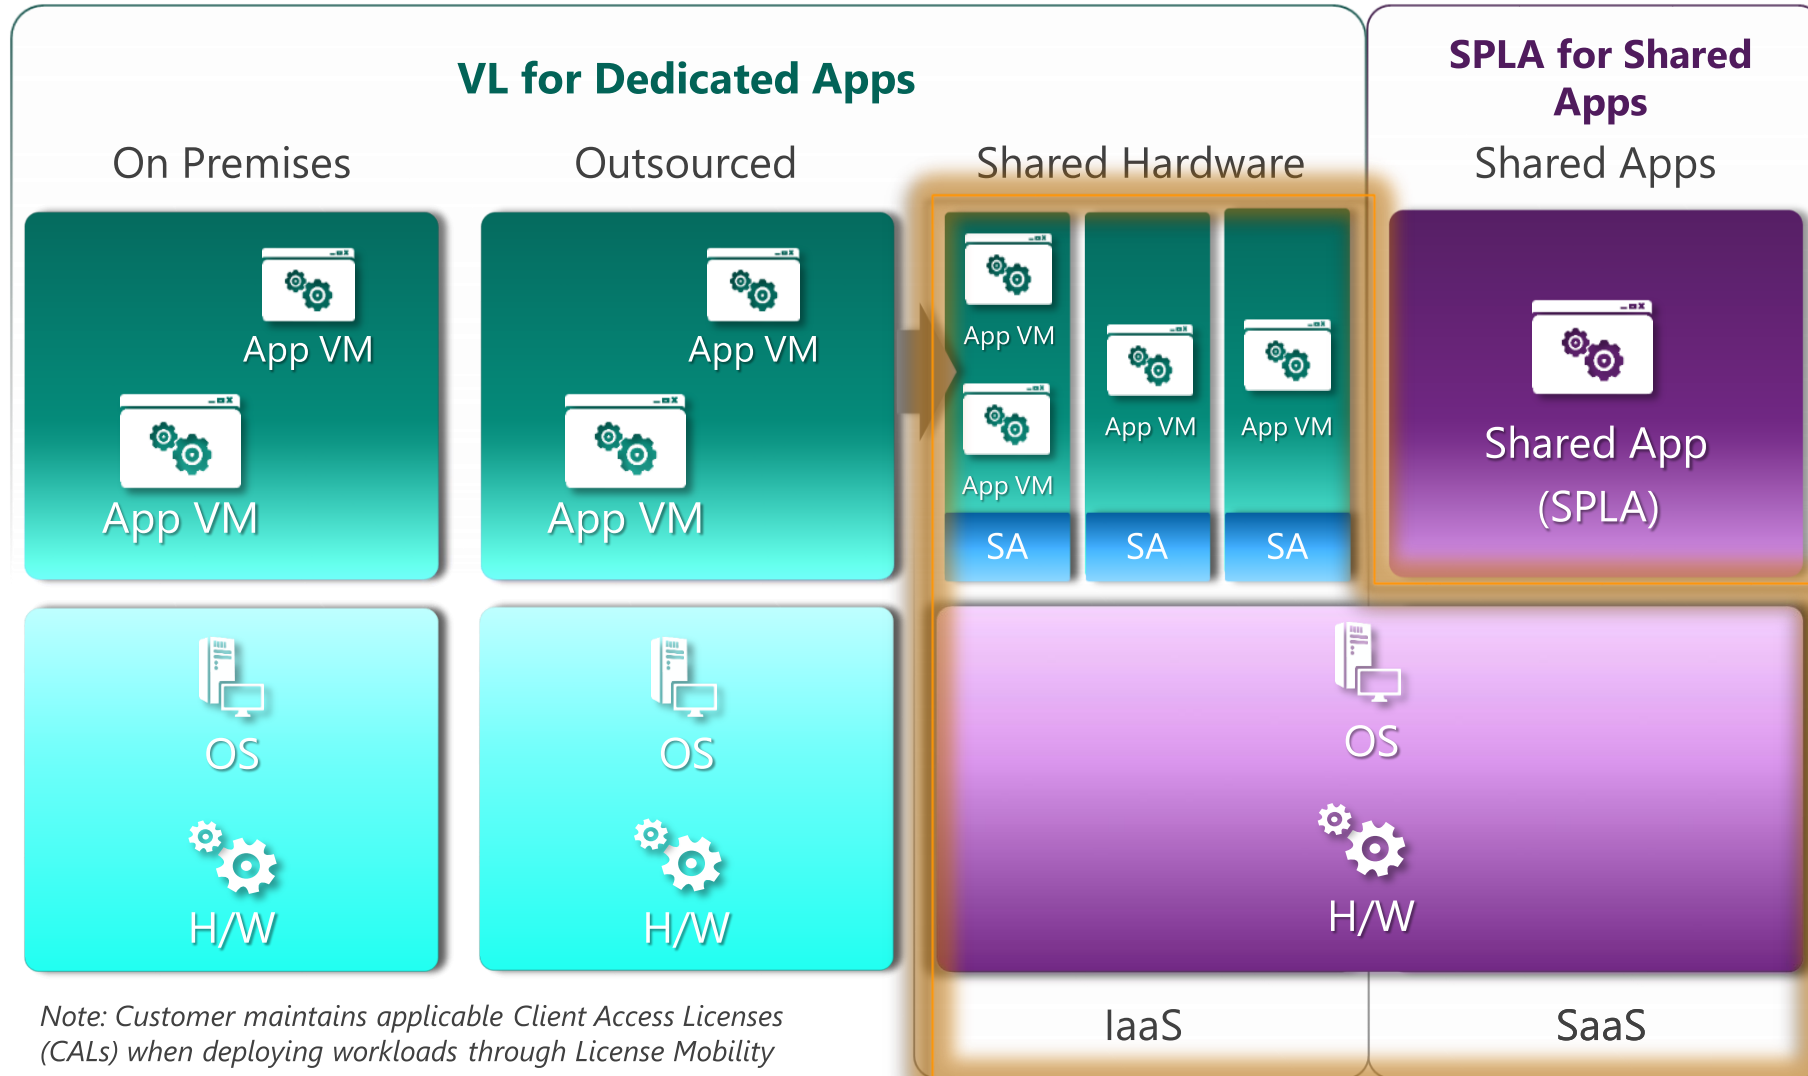 VL for Dedicated Apps
SPLA for Shared
Apps
On Premises
Outsourced
Shared Hardware
Shared Apps
App VM
App VM
App VM
App VM
App VM
App VM
SA
App VM
SA
App VM
SA
Shared App
(SPLA)
OS
H/W
OS
H/W
OS
H/W
Note: Customer maintains applicable Client Access Licenses
(CALs) when deploying workloads through License Mobility
IaaS
SaaS